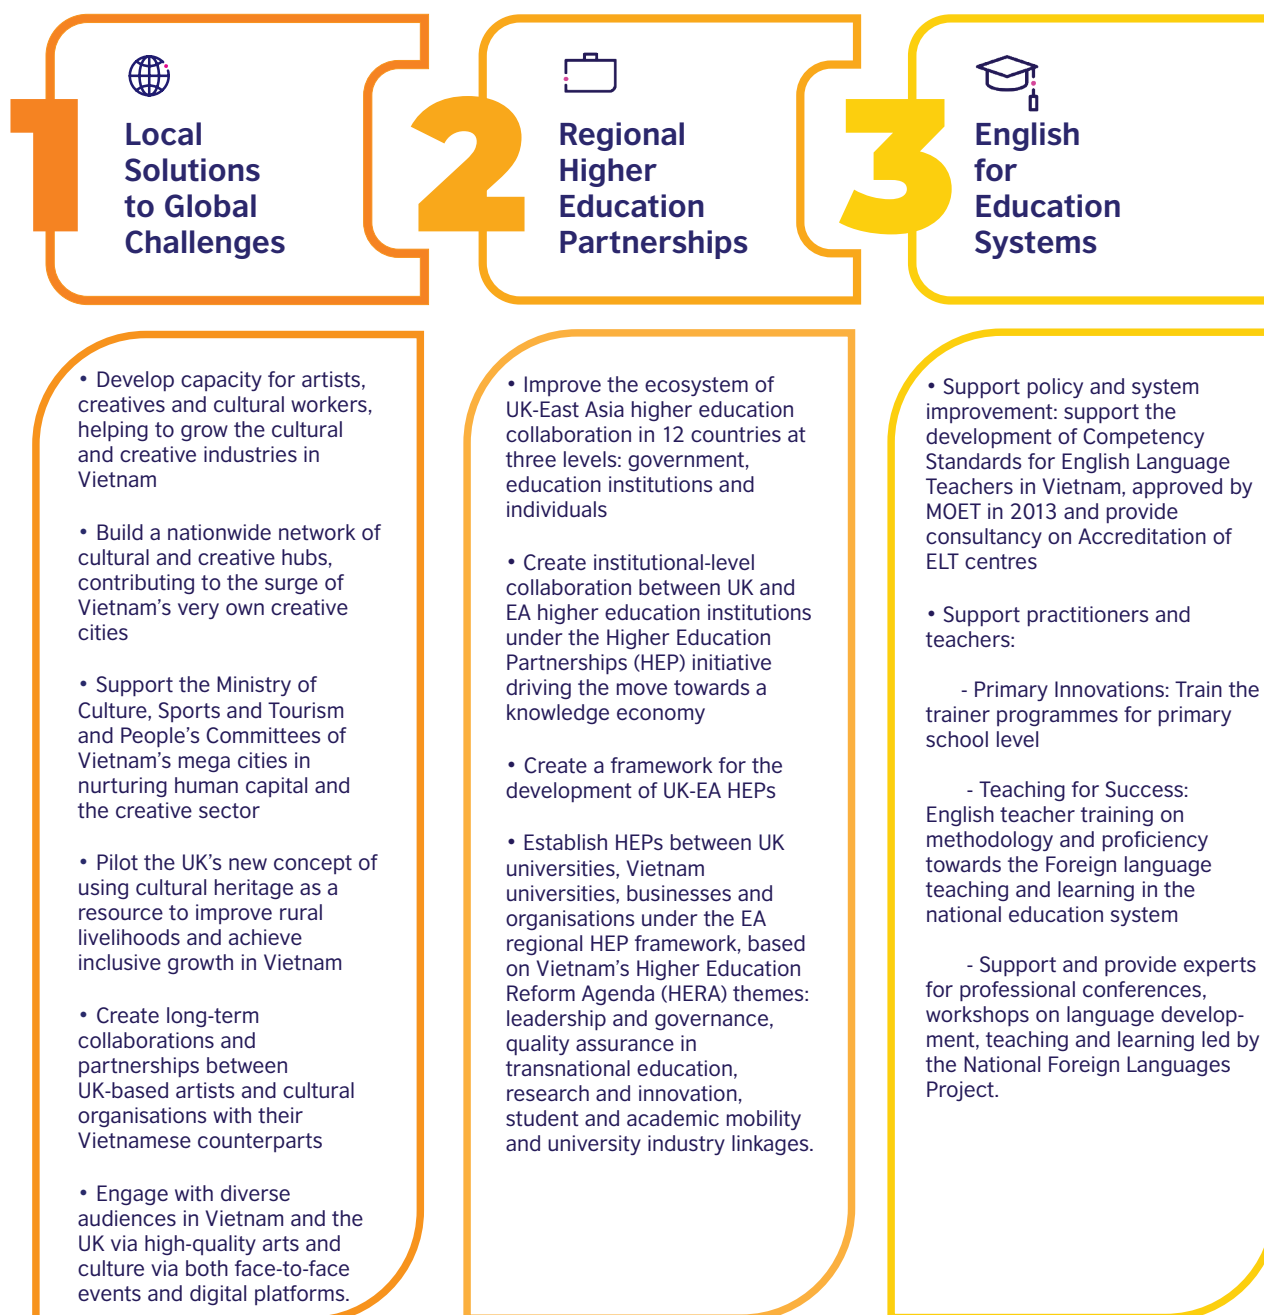 1
Local
Solutions
to Global
Challenges
2
Regional
Higher
Education
Partnerships
3
English
for
Education
Systems
• Develop capacity for artists,
creatives and cultural workers,
helping to grow the cultural
and creative industries in
Vietnam
• Build a nationwide network of
cultural and creative hubs,
contributing to the surge of
Vietnam’s very own creative
cities
• Support the Ministry of
Culture, Sports and Tourism
and People’s Committees of
Vietnam’s mega cities in
nurturing human capital and
the creative sector
• Pilot the UK’s new concept of
using cultural heritage as a
resource to improve rural
livelihoods and achieve
inclusive growth in Vietnam
• Create long-term
collaborations and
partnerships between
UK-based artists and cultural
organisations with their
Vietnamese counterparts
• Engage with diverse
audiences in Vietnam and the
UK via high-quality arts and
culture via both face-to-face
events and digital platforms.
• Improve the ecosystem of
UK-East Asia higher education
collaboration in 12 countries at
three levels: government,
education institutions and
individuals
• Create institutional-level
collaboration between UK and
EA higher education institutions
under the Higher Education
Partnerships (HEP) initiative
driving the move towards a
knowledge economy
• Create a framework for the
development of UK-EA HEPs
• Establish HEPs between UK
universities, Vietnam
universities, businesses and
organisations under the EA
regional HEP framework, based
on Vietnam’s Higher Education
Reform Agenda (HERA) themes:
leadership and governance,
quality assurance in
transnational education,
research and innovation,
student and academic mobility
and university industry linkages.
• Support policy and system
improvement: support the
development of Competency
Standards for English Language
Teachers in Vietnam, approved by
MOET in 2013 and provide
consultancy on Accreditation of
ELT centres
• Support practitioners and
teachers:
- Primary Innovations: Train the
trainer programmes for primary
school level
- Teaching for Success:
English teacher training on
methodology and proficiency
towards the Foreign language
teaching and learning in the
national education system
- Support and provide experts
for professional conferences,
workshops on language develop-
ment, teaching and learning led by
the National Foreign Languages
Project.